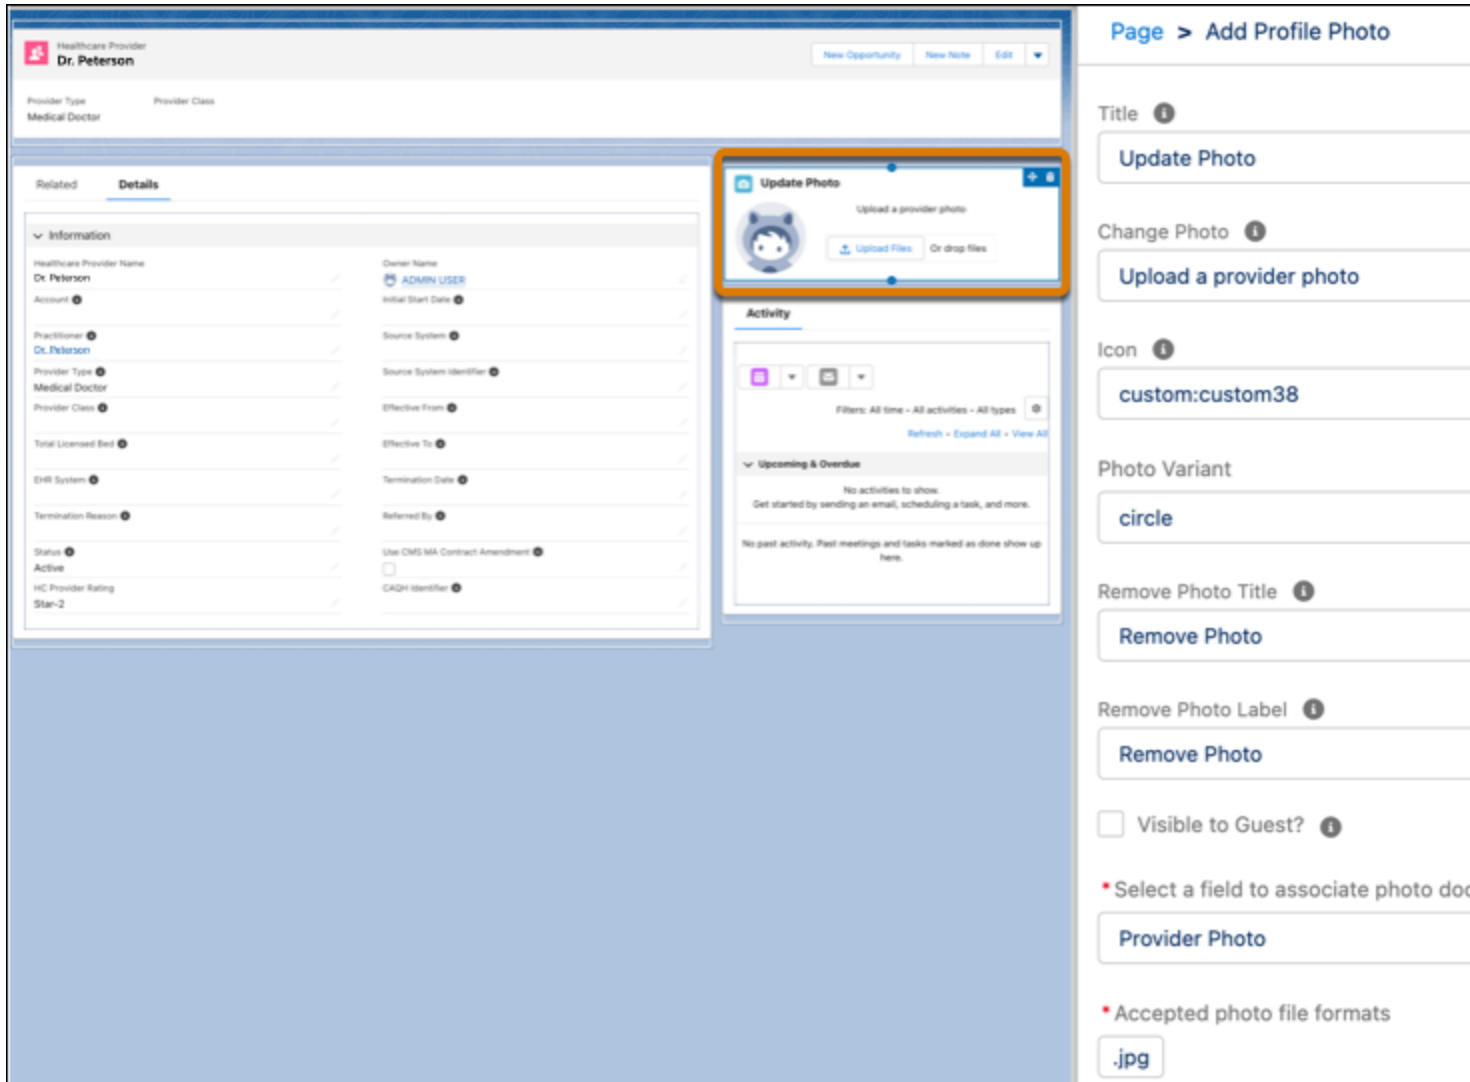 Healthcare Provider
Dr. Peterson
New Opportunity
New Note
Edit
Provider Type
Provider Class
Medical Doctor
Related
Details
Information
Healthcare Provider Name
Dr. Peterson
Owner Name
ADMIN USER
Account
Initial Start Date
Practitioner
Dr. Peterson
Source System
Provider Type
Medical Doctor
Source System Identifier
Provider Class
Effective From
Total Licensed Bed
Effective To
EHR System
Termination Date
Termination Reason
Referred By
Status
Active
Use CMS MA Contract Amendment
HC Provider Rating
Star-2
CAQH Identifier
Update Photo
Upload a provider photo
Upload Files
Or drop files
Activity
Filters: All time • All activities • All types
Refresh • Expand All • View All
Upcoming & Overdue
No activities to show.
Get started by sending an email, scheduling a task, and more.
No past activity. Past meetings and tasks marked as done show up
here.
Page > Add Profile Photo
Title
Update Photo
Change Photo
Upload a provider photo
Icon
custom:custom38
Photo Variant
circle
Remove Photo Title
Remove Photo
Remove Photo Label
Remove Photo
Visible to Guest?
*Select a field to associate photo doc
Provider Photo
*Accepted photo file formats
.jpg